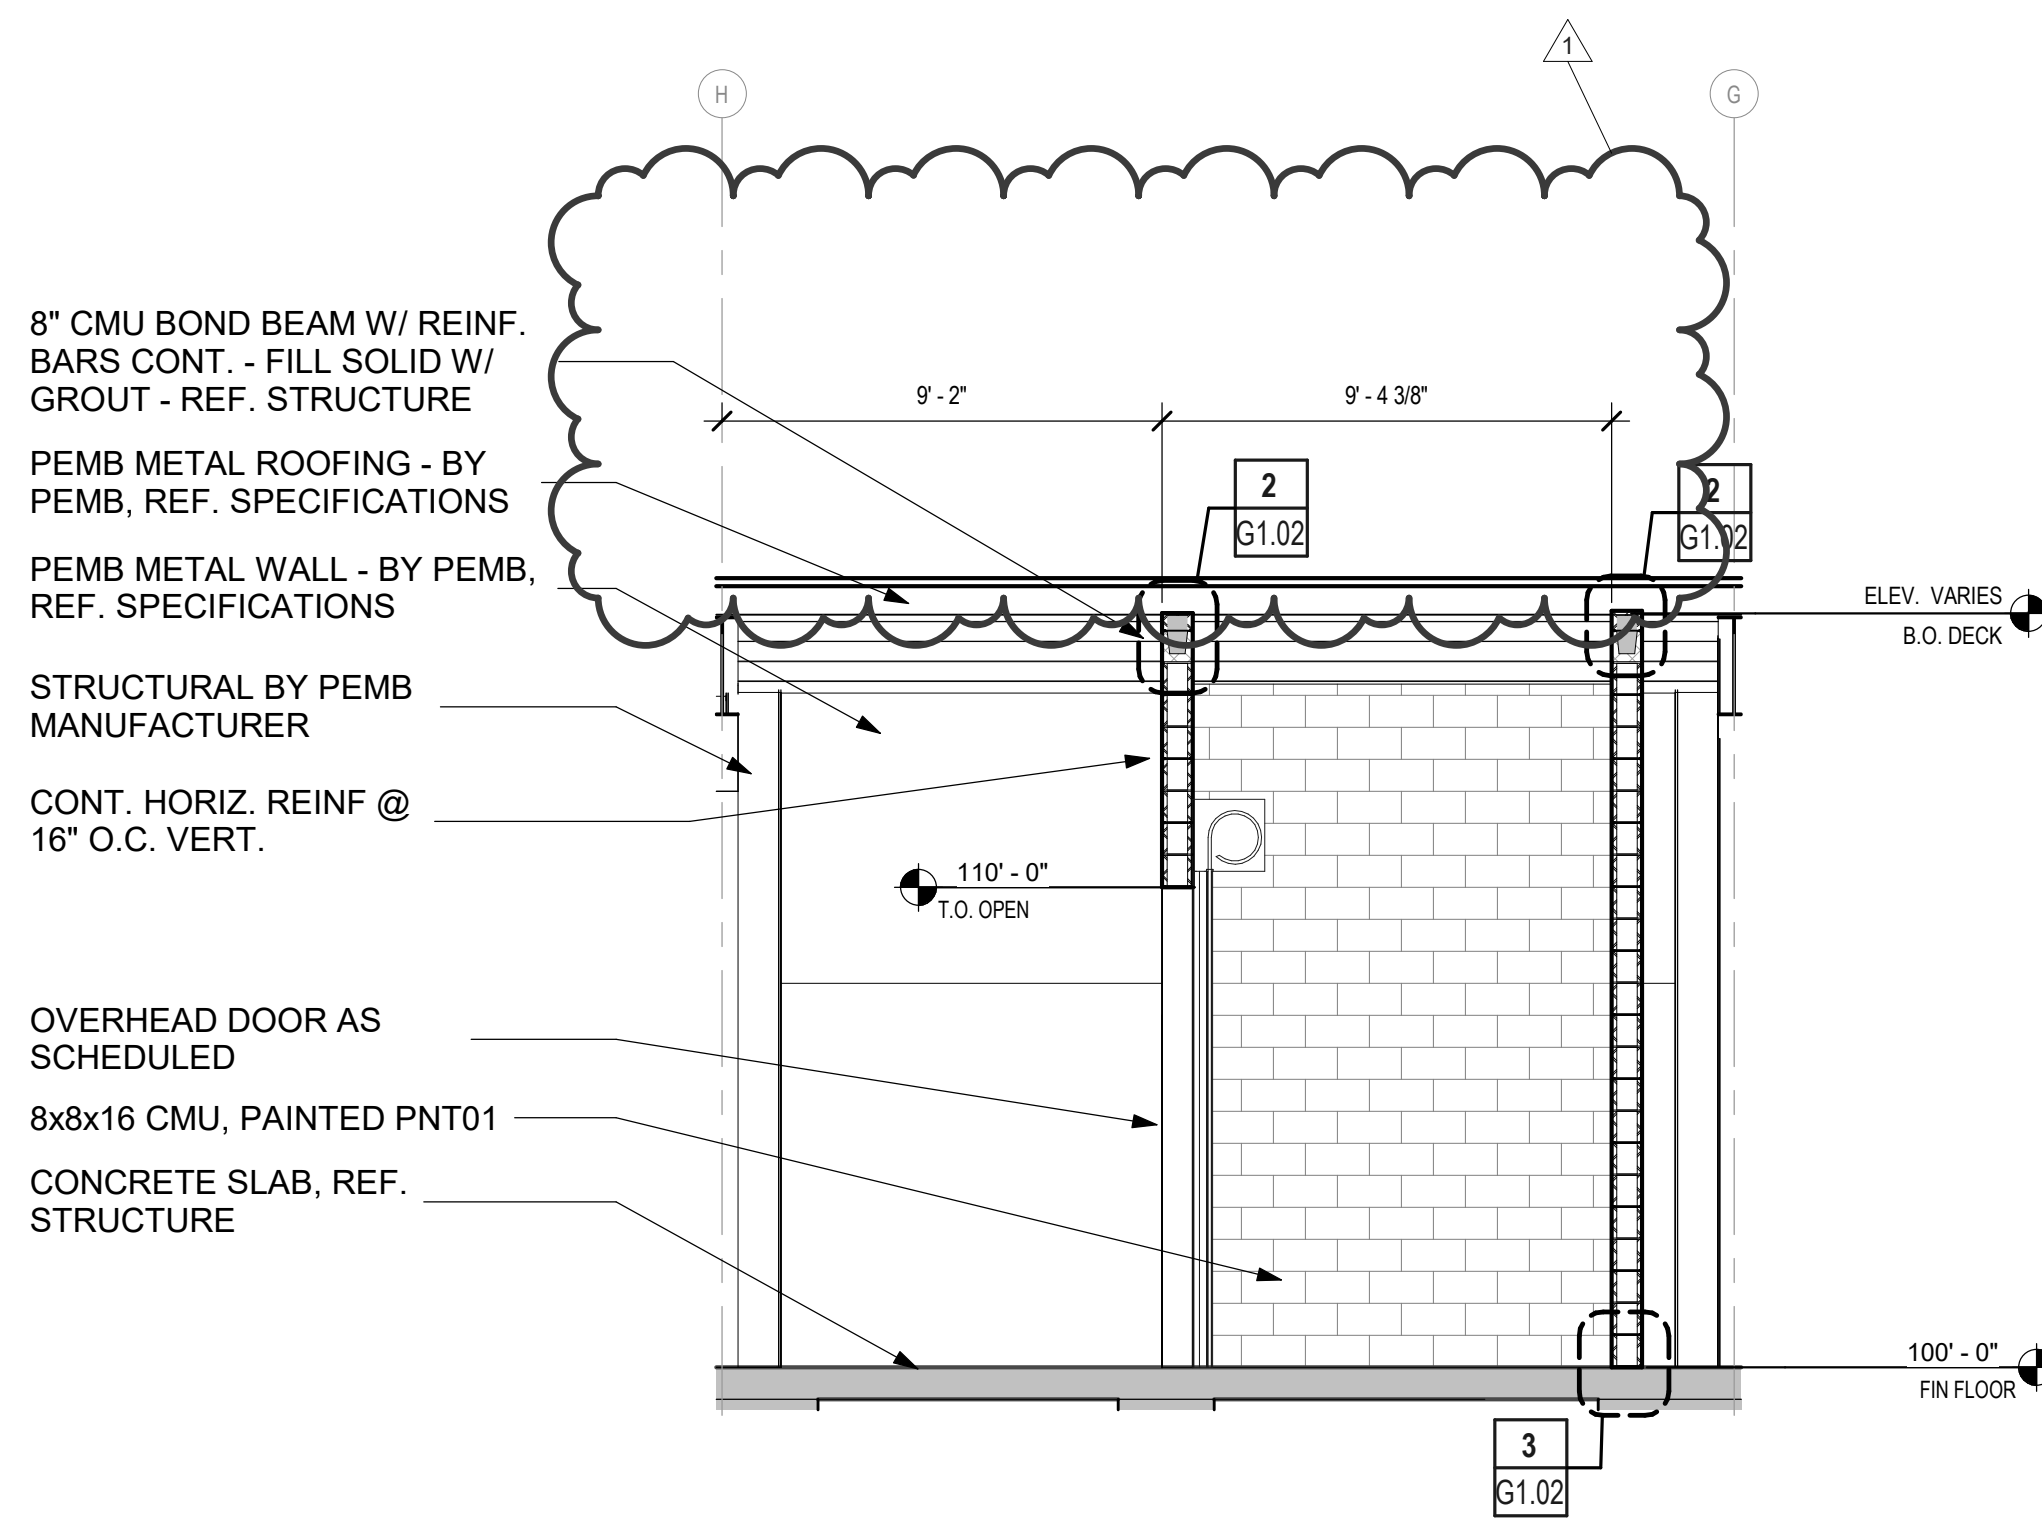 1
H
G
8" CMU BOND BEAM W/ REINF.
BARS CONT. - FILL SOLID W/
GROUT - REF. STRUCTURE
9' - 2"
9' - 4 3/8"
PEMB METAL ROOFING - BY
PEMB, REF. SPECIFICATIONS
2
G1.02
2
G1.02
PEMB METAL WALL - BY PEMB,
REF. SPECIFICATIONS
ELEV. VARIES
B.O. DECK
STRUCTURAL BY PEMB
MANUFACTURER
CONT. HORIZ. REINF @
16" O.C. VERT.
110' - 0"
T.O. OPEN
OVERHEAD DOOR AS
SCHEDULED
8x8x16 CMU, PAINTED PNT01
CONCRETE SLAB, REF.
STRUCTURE
100' - 0"
FIN FLOOR
3
G1.02